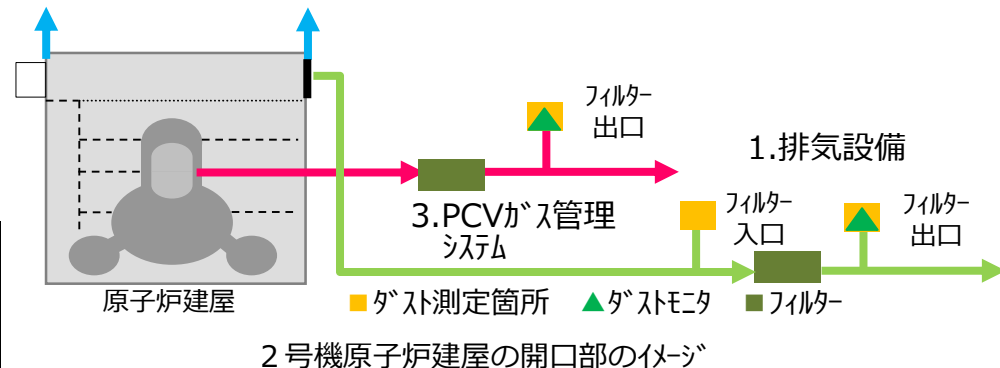 フィルター
出口
1.排気設備
3.PCVガス管理
システム
フィルター
入口
フィルター
出口
原子炉建屋
■ダスト測定箇所 ▲ダストモニタ ■フィルター
2号機原子炉建屋の開口部のイメージ